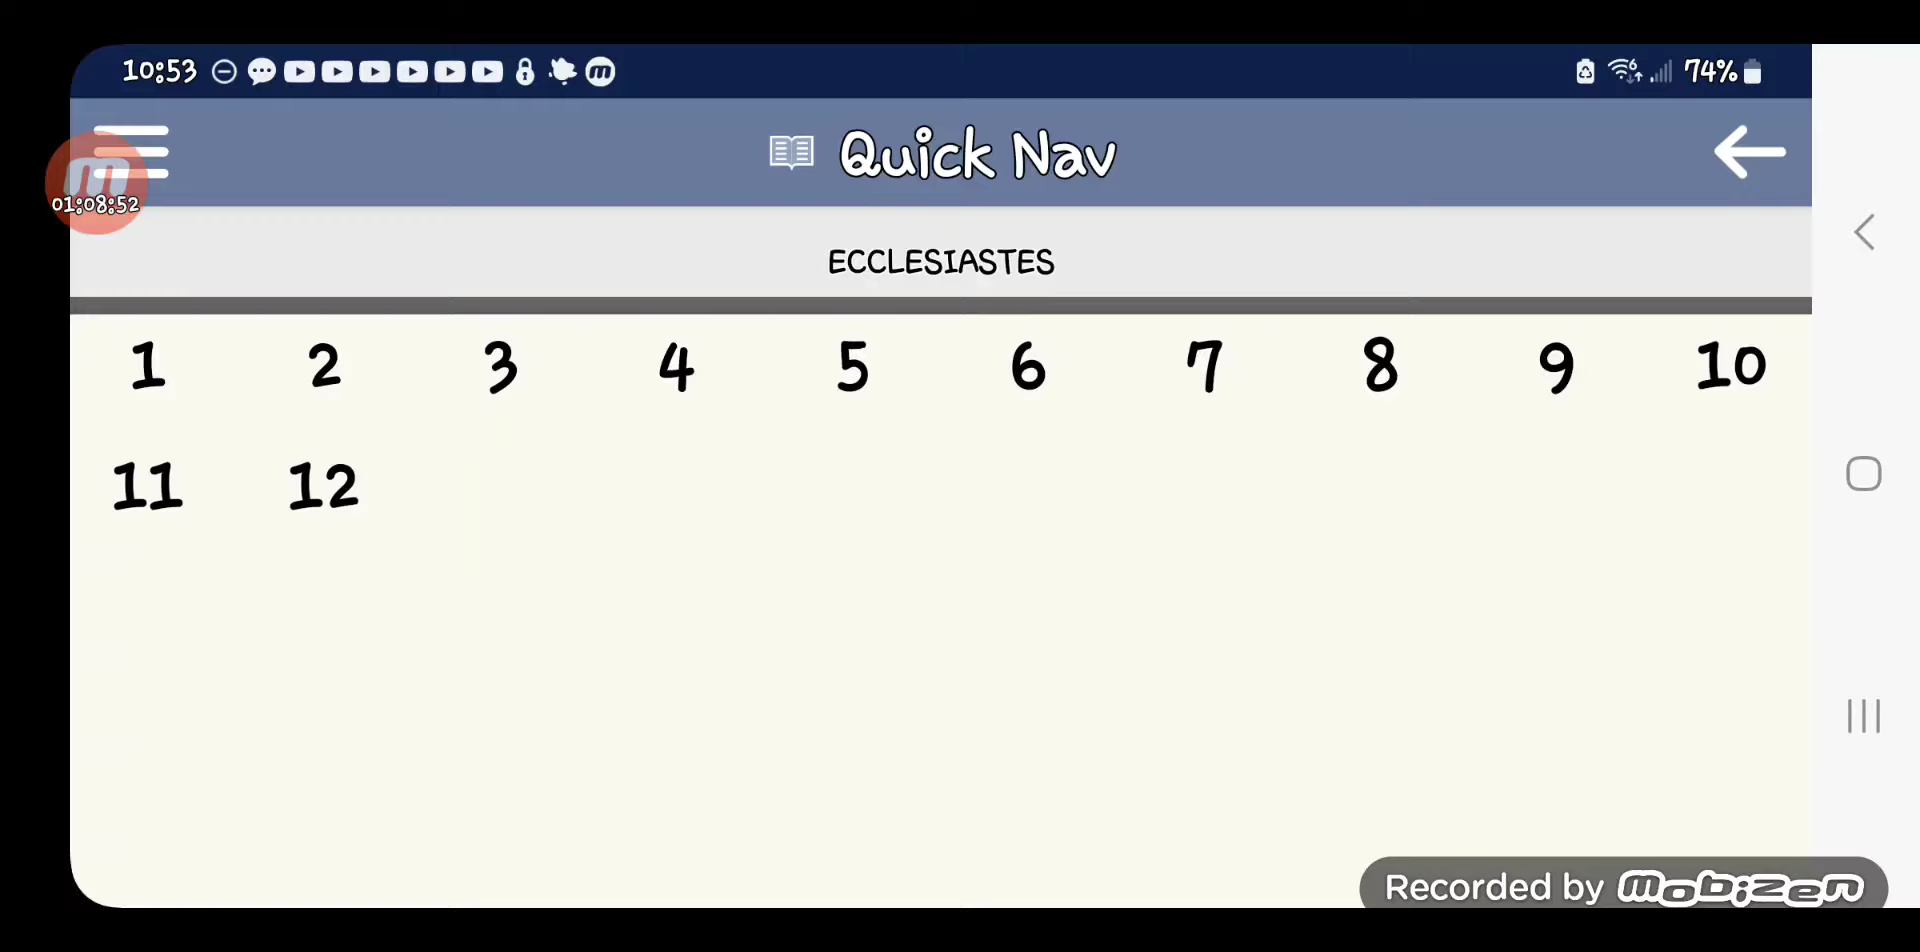 10:53 74%
Quick Nav
01:08:52
ECCLESIASTES
1 2 3 4 5 6 7 8 9 10
11 12
Recorded by mobizen